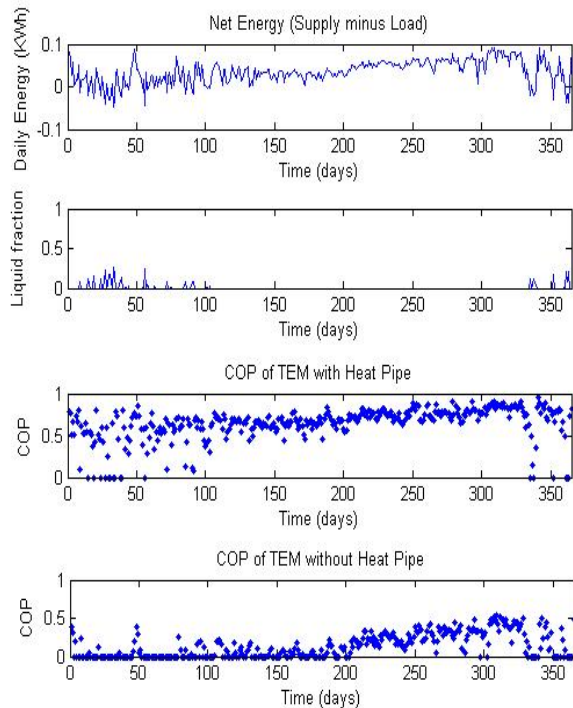 Net Energy (Supply minus Load)
Daily Energy (KWh)
0.1
0
-0.1
0 50 100 150 200 250 300 350
Time (days)
Liquid fraction
1
0.5
0
0 50 100 150 200 250 300 350
Time (days)
COP of TEM with Heat Pipe
COP
1
0.5
0
0 50 100 150 200 250 300 350
Time (days)
COP of TEM without Heat Pipe
COP
1
0.5
0
0 50 100 150 200 250 300 350
Time (days)